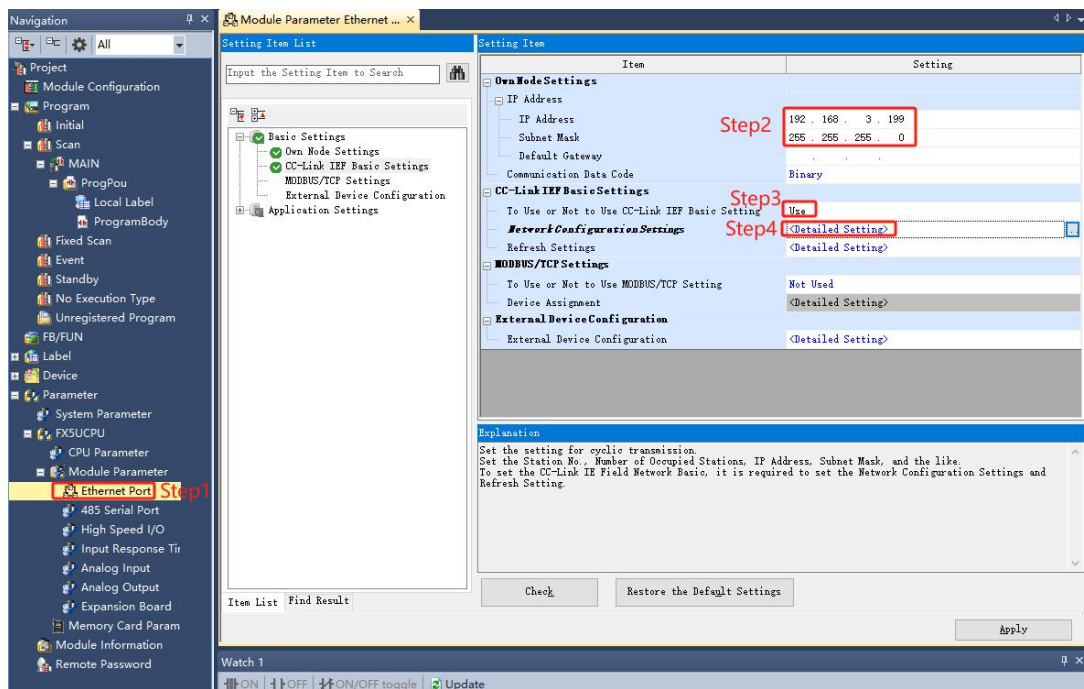 Navigation
All
Project
Module Configuration
Program
Initial
Scan
MAIN
ProgPou
Local Label
ProgramBody
Fixed Scan
Event
Standby
No Execution Type
Unregistered Program
FB/FUN
Label
Device
Parameter
System Parameter
FX5UCPU
CPU Parameter
Module Parameter
Ethernet Port Step1
485 Serial Port
High Speed I/O
Input Response Tir
Analog Input
Analog Output
Expansion Board
Memory Card Param
Module Information
Remote Password
Module Parameter Ethernet ...
Setting Item List
Input the Setting Item to Search
Basic Settings
Own Node Settings
CC-Link IEF Basic Settings
MODBUS/TCP Settings
External Device Configuration
Application Settings
Item List Find Result
Setting Item
Item Setting
Own Node Settings
IP Address
IP Address 192 . 168 . 3 . 199
Step2
Subnet Mask 255 . 255 . 255 . 0
Default Gateway . . .
Communication Data Code Binary
CC-Link IEF Basic Settings
Step3
To Use or Not to Use CC-Link IEF Basic Setting Use
Network Configuration Settings Step4 <Detailed Setting>
Refresh Settings <Detailed Setting>
MODBUS/TCP Settings
To Use or Not to Use MODBUS/TCP Setting Not Used
Device Assignment <Detailed Setting>
External Device Configuration
External Device Configuration <Detailed Setting>
Explanation
Set the setting for cyclic transmission.
Set the Station No., Number of Occupied Stations, IP Address, Subnet Mask, and the like.
To set the CC-Link IE Field Network Basic, it is required to set the Network Configuration Settings and
Refresh Setting.
Check Restore the Default Settings
Apply
Watch 1
ON OFF ON/OFF toggle Update